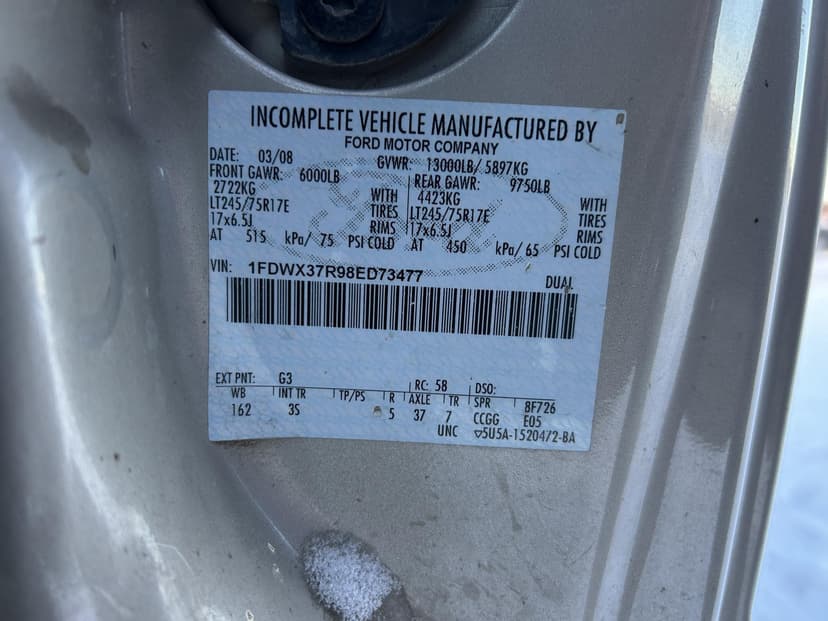 INCOMPLETE VEHICLE MANUFACTURED BY
FORD MOTOR COMPANY
DATE: 03/08 GVWR: 13000LB/ 5897KG
FRONT GAWR: 6000LB REAR GAWR: 9750LB
2722KG WITH 4423KG WITH
LT245/75R17E TIRES LT245/75R17E TIRES
17x6.5J RIMS 17x6.5J RIMS
AT 515 kPa/ 75 PSI COLD AT 450 kPa/ 65 PSI COLD
VIN: 1FDWX37R98ED73477 DUAL
EXT PNT: G3 RC: 58 DSO:
WB INT TR TP/PS R AXLE TR SPR 8F726
162 3S 5 37 7 CCGG E05
UNC ▽5U5A-1520472-BA